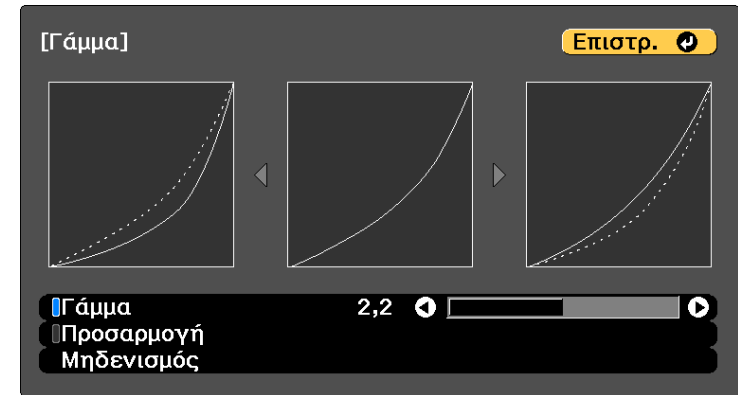 [Γάμμα]
Επιστρ.
Γάμμα 2,2
Προσαρμογή
Μηδενισμός